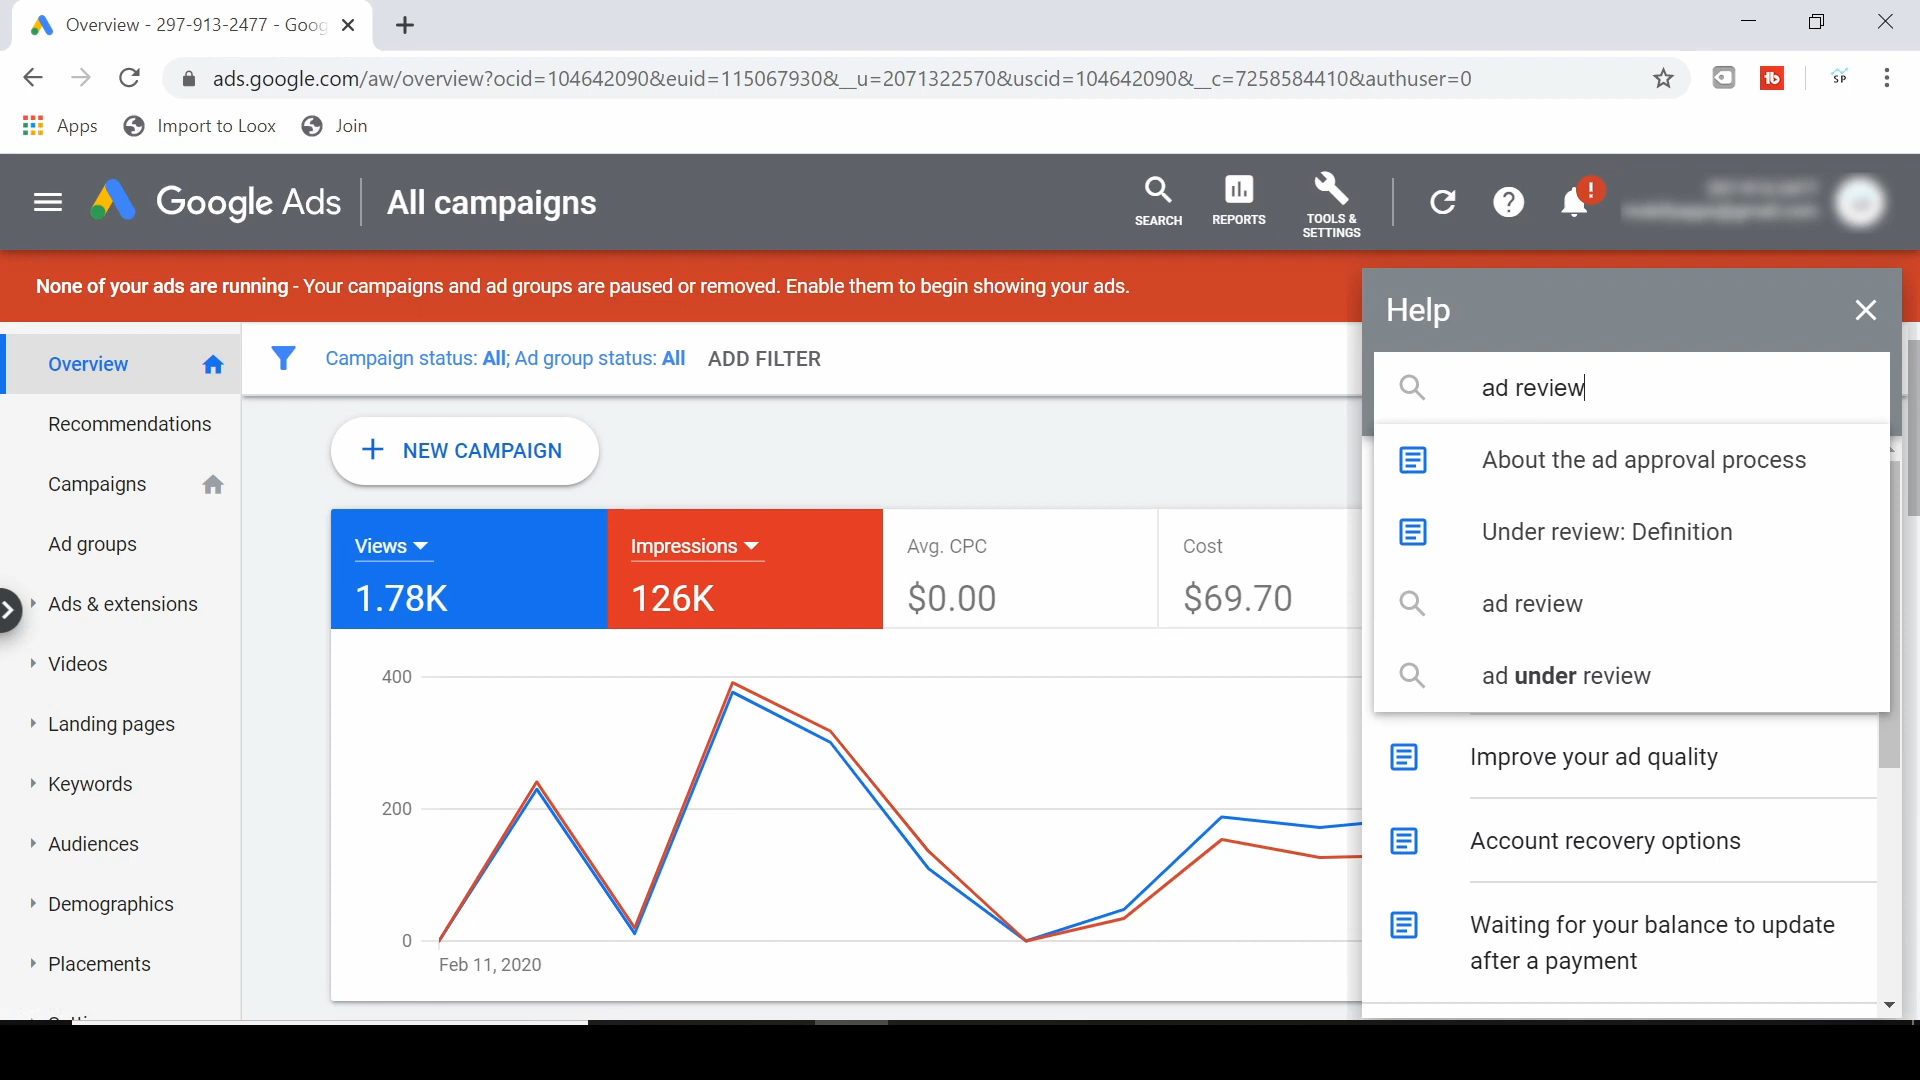 Overview - 297-913-2477 - Goog
ads.google.com/aw/overview?ocid=104642090&euid=115067930&__u=2071322570&uscid=104642090&__c=7258584410&authuser=0
SP
Apps
Import to Loox
Join
Google Ads
All campaigns
SEARCH
REPORTS
TOOLS &
SETTINGS
None of your ads are running - Your campaigns and ad groups are paused or removed. Enable them to begin showing your ads.
Help
Overview
Campaign status: All; Ad group status: All
ADD FILTER
ad review
Recommendations
NEW CAMPAIGN
About the ad approval process
Campaigns
Under review: Definition
Ad groups
Views
Impressions
Avg. CPC
Cost
1.78K
126K
$0.00
$69.70
ad review
Ads & extensions
ad under review
Videos
400
Landing pages
Improve your ad quality
Keywords
200
Account recovery options
Audiences
Demographics
Waiting for your balance to update
after a payment
0
Feb 11, 2020
Placements